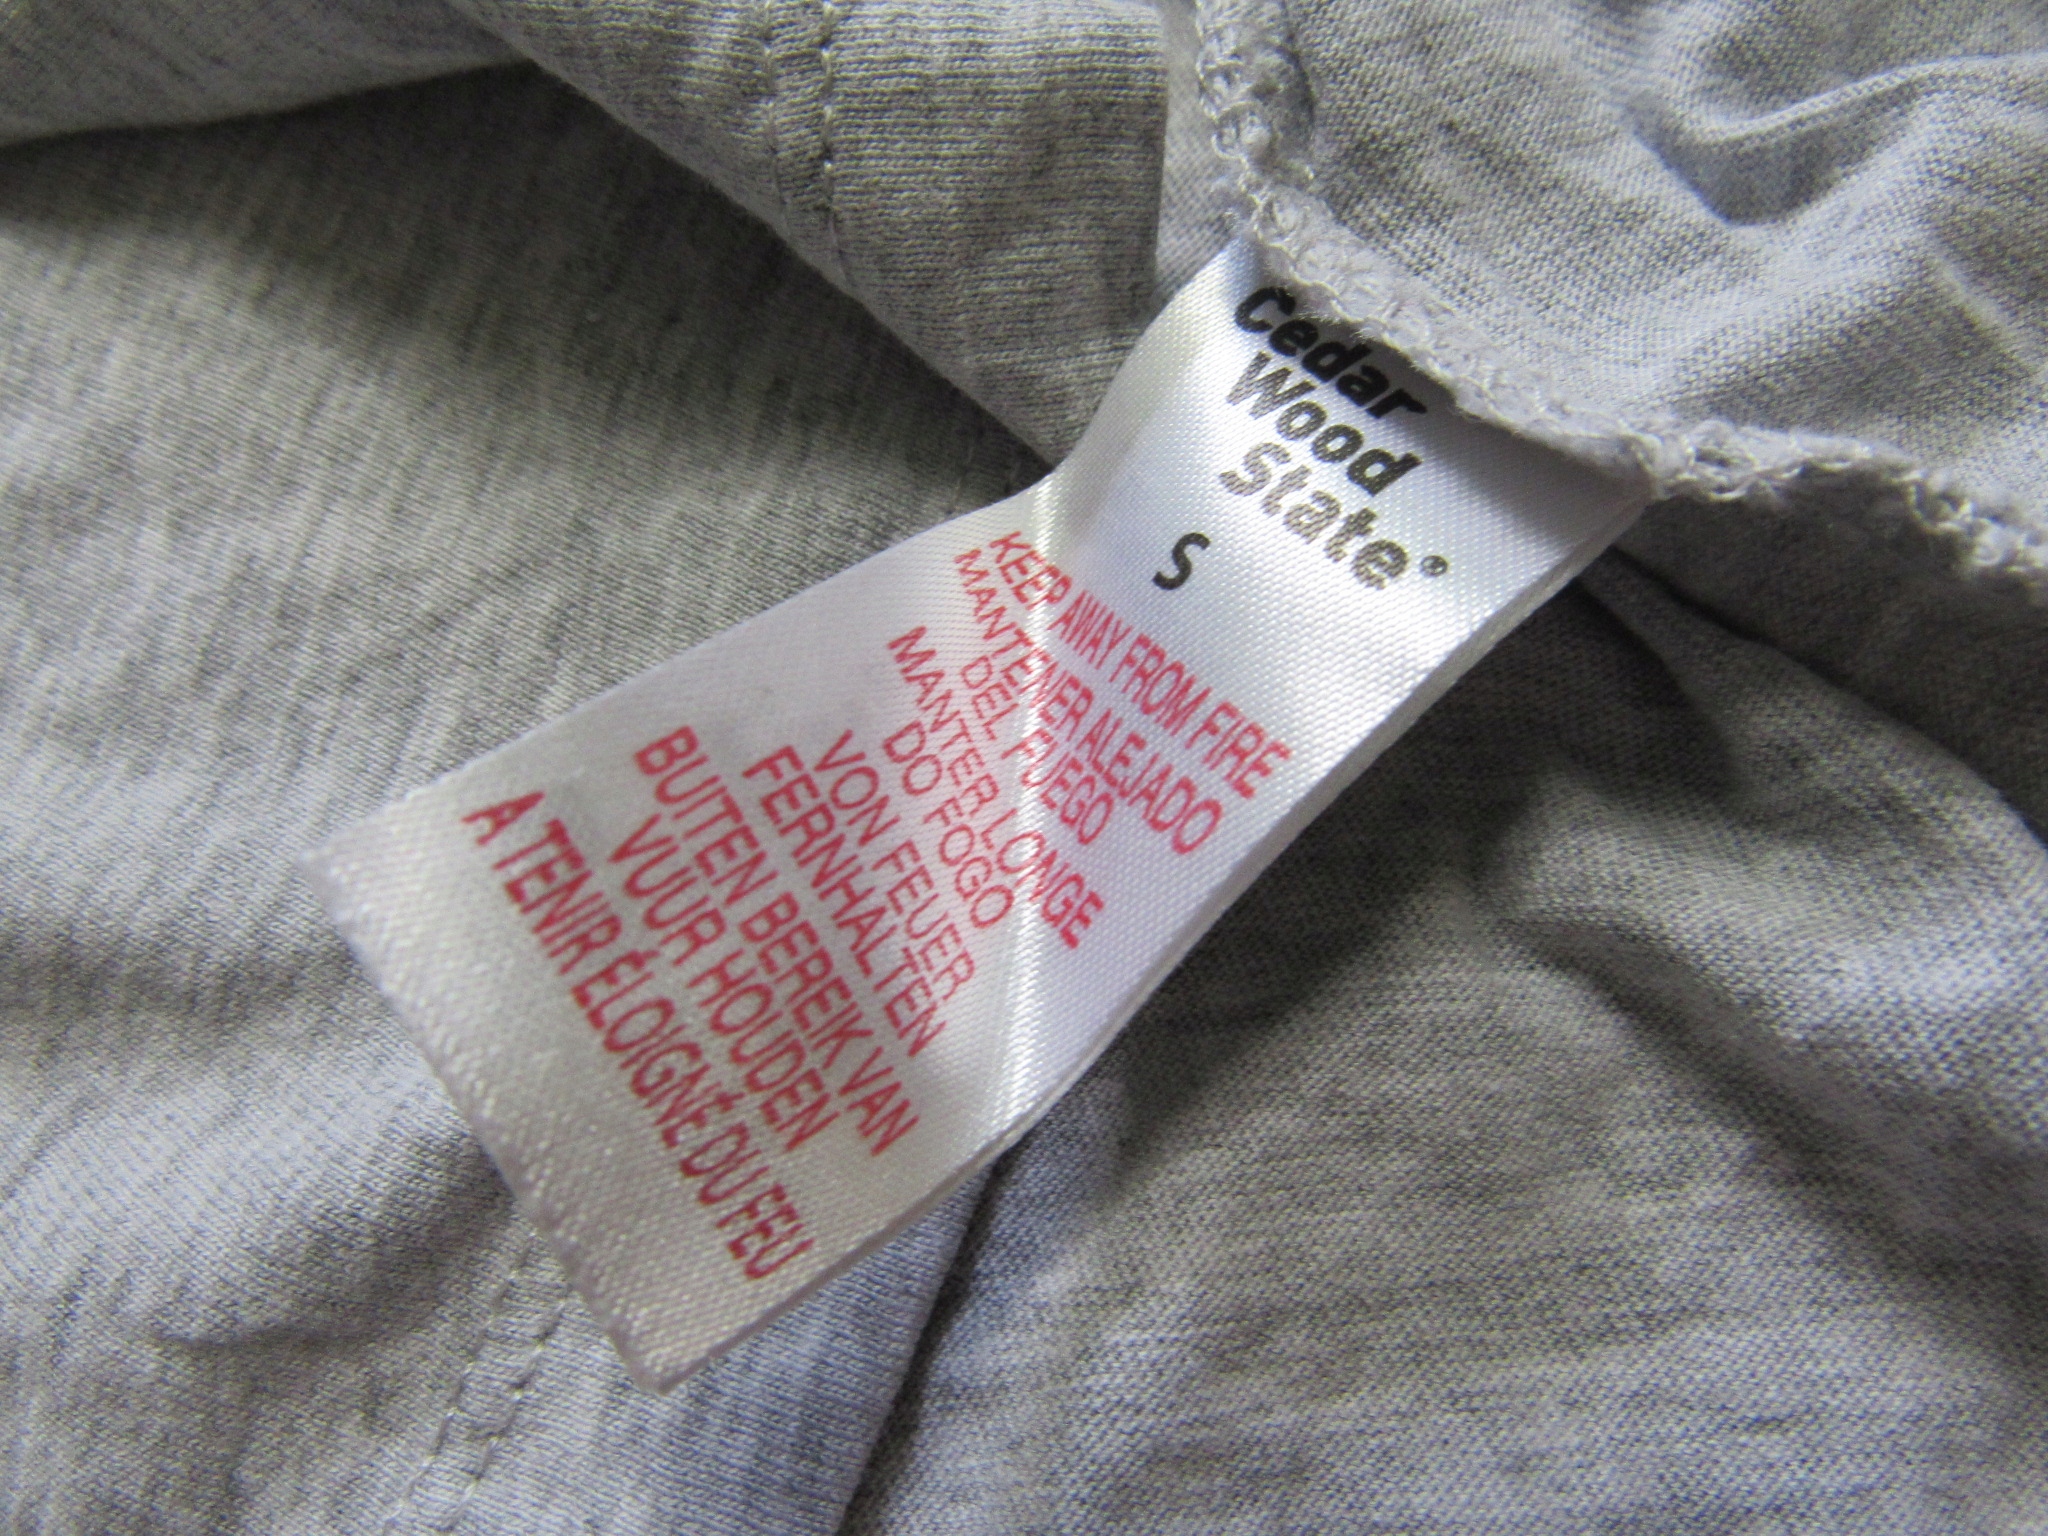 Cedar
Wood
State®
S
KEEP AWAY FROM FIRE
MANTENER ALEJADO
DEL FUEGO
MANTER LONGE
DO FOGO
VON FEUER
FERNHALTEN
BUITEN BEREIK VAN
VUUR HOUDEN
A TENIR ÉLOIGNÉ DU FEU